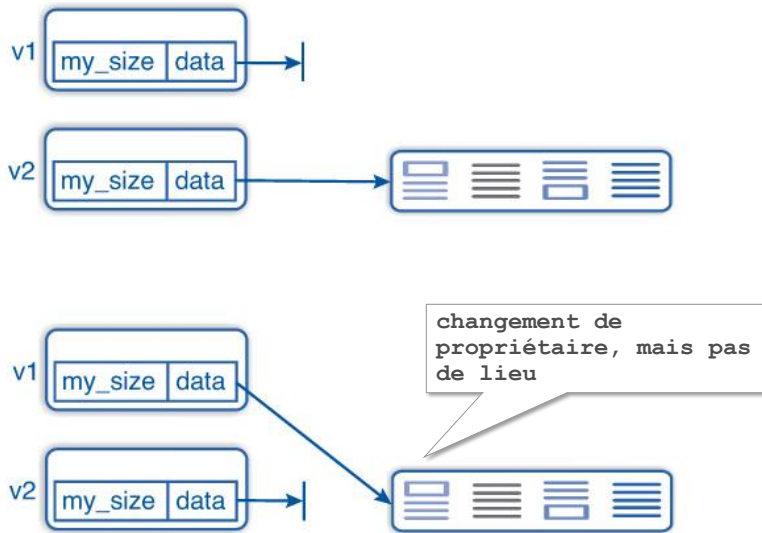 v1
my_size data
v2
my_size data
changement de
propriétaire, mais pas
de lieu
v1
my_size data
v2
my_size data